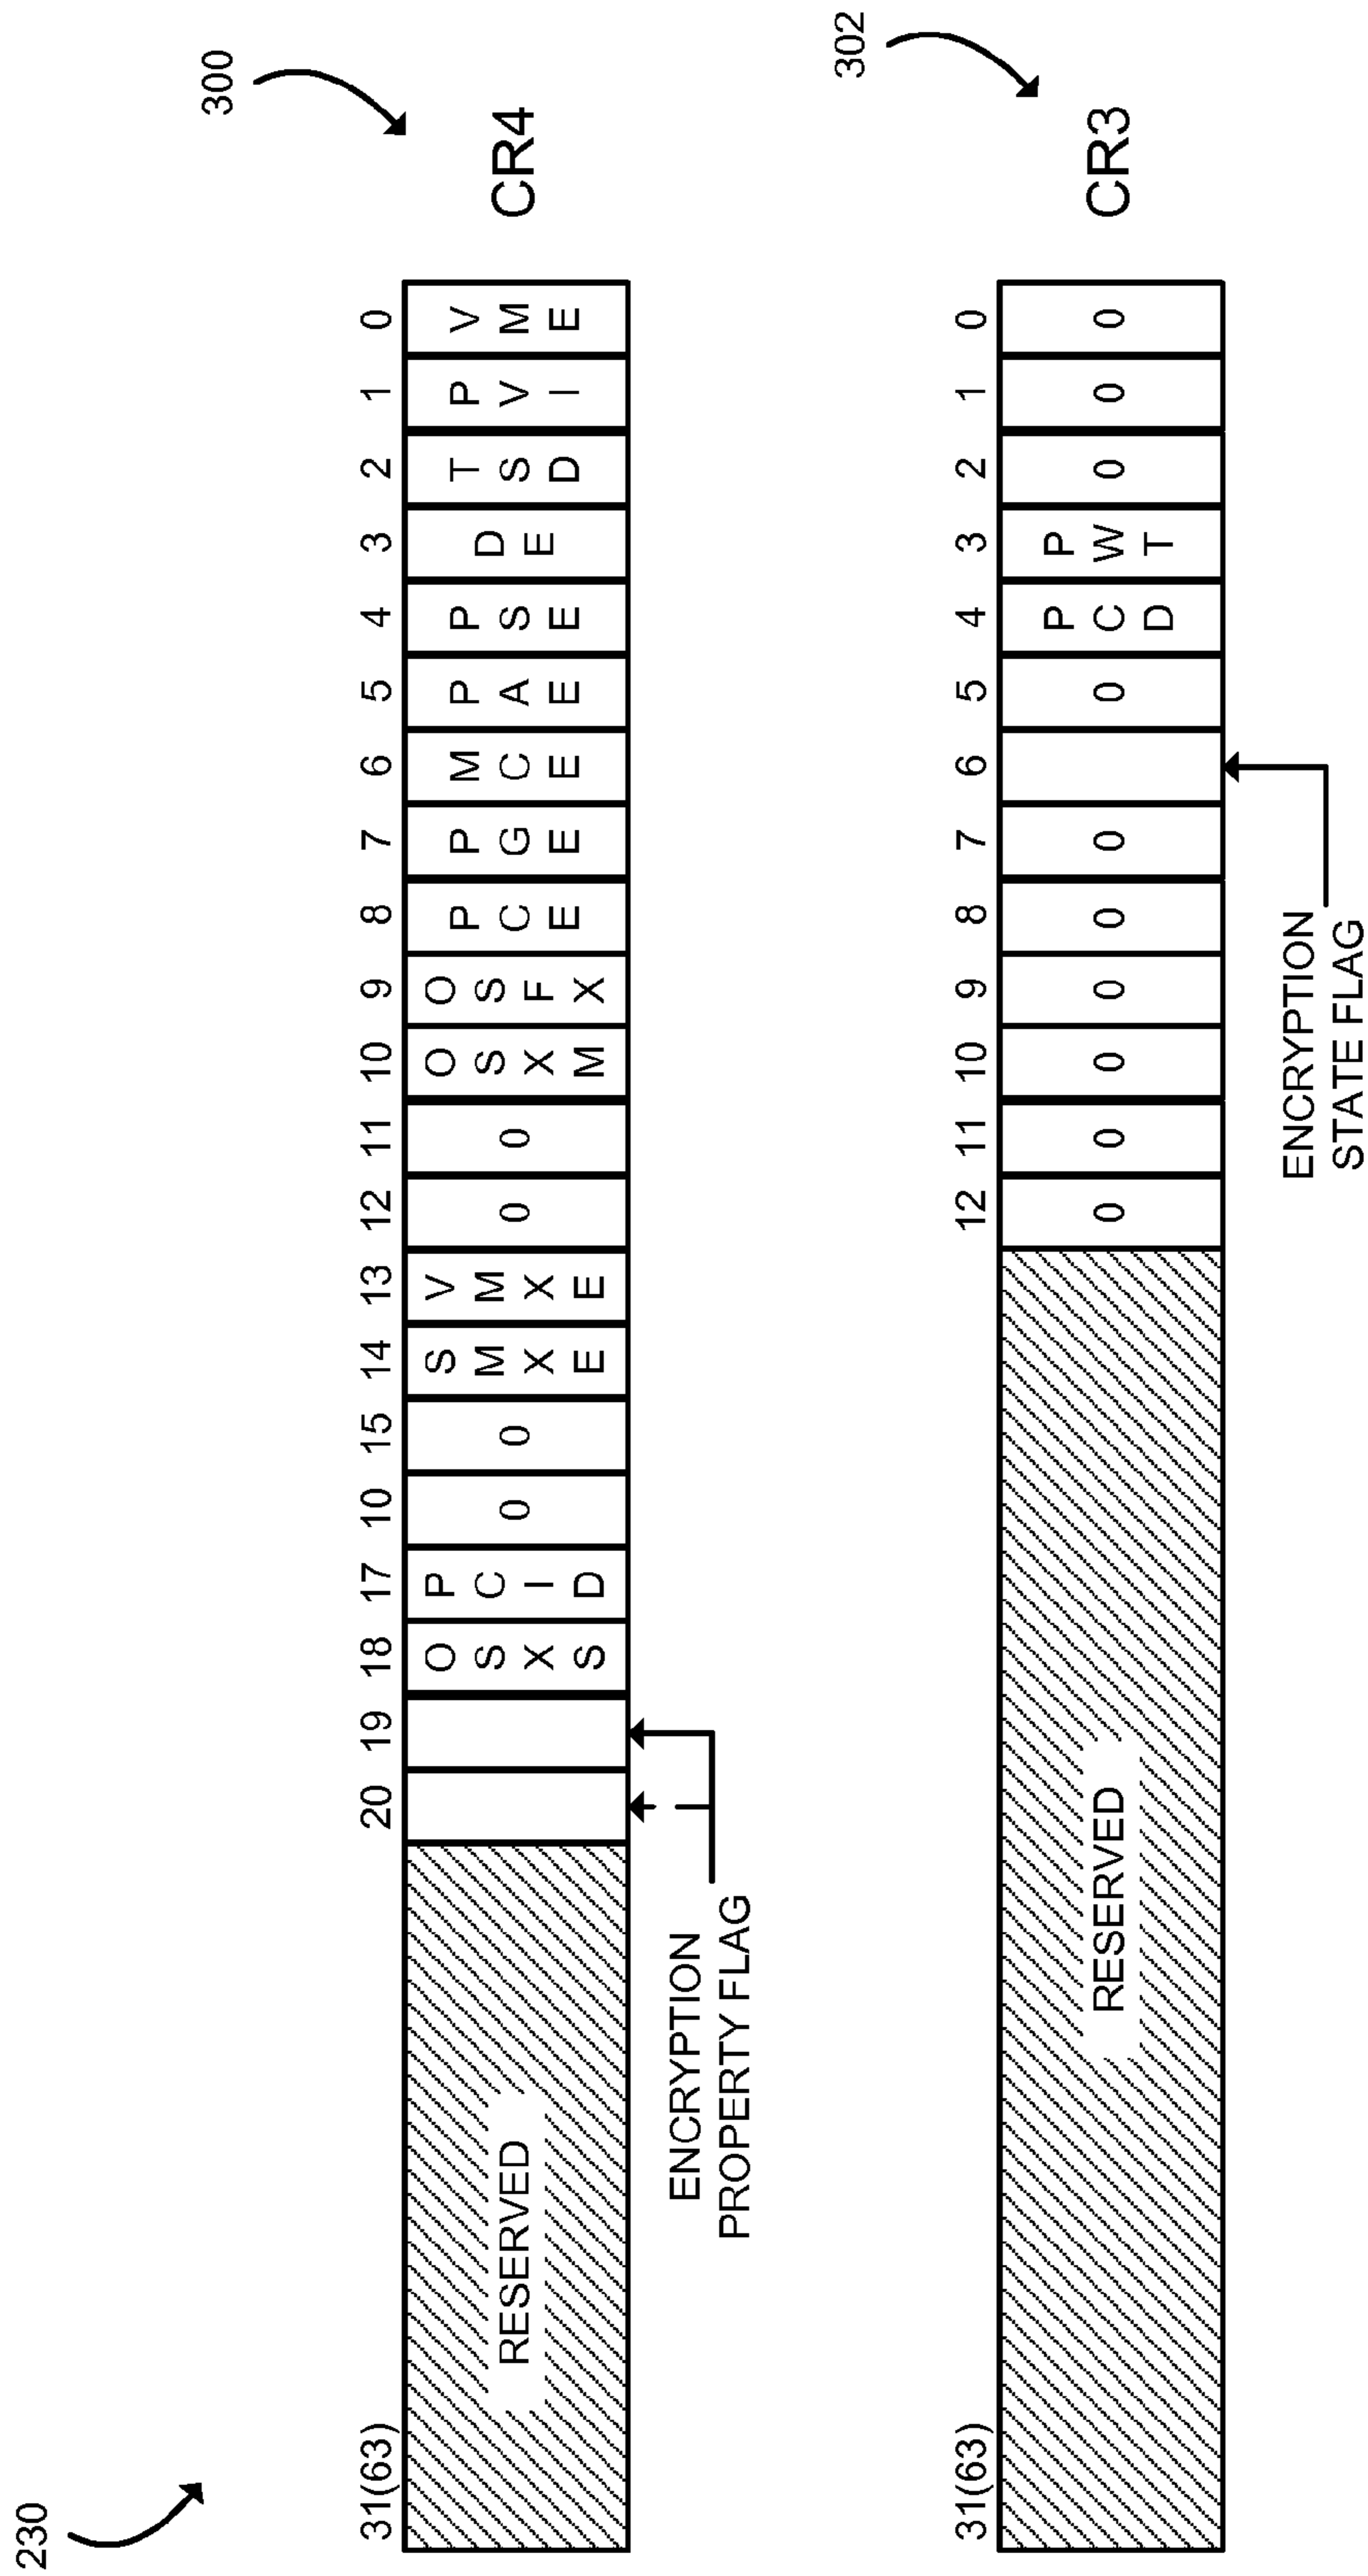 230
300
31(63) 20 19 18 17 10 15 14 13 12 11 10 9 8 7 6 5 4 3 2 1 0
RESERVED OSXS PCID 0 0 SMXE VMXE 0 0 OSXM OSFX PCE PGE MCE PAE PSE DE TSD PVI VME CR4
ENCRYPTION
PROPERTY FLAG
302
31(63) 12 11 10 9 8 7 6 5 4 3 2 1 0
RESERVED 0 0 0 0 0 0 0 PCD PWT 0 0 0 CR3
ENCRYPTION
STATE FLAG